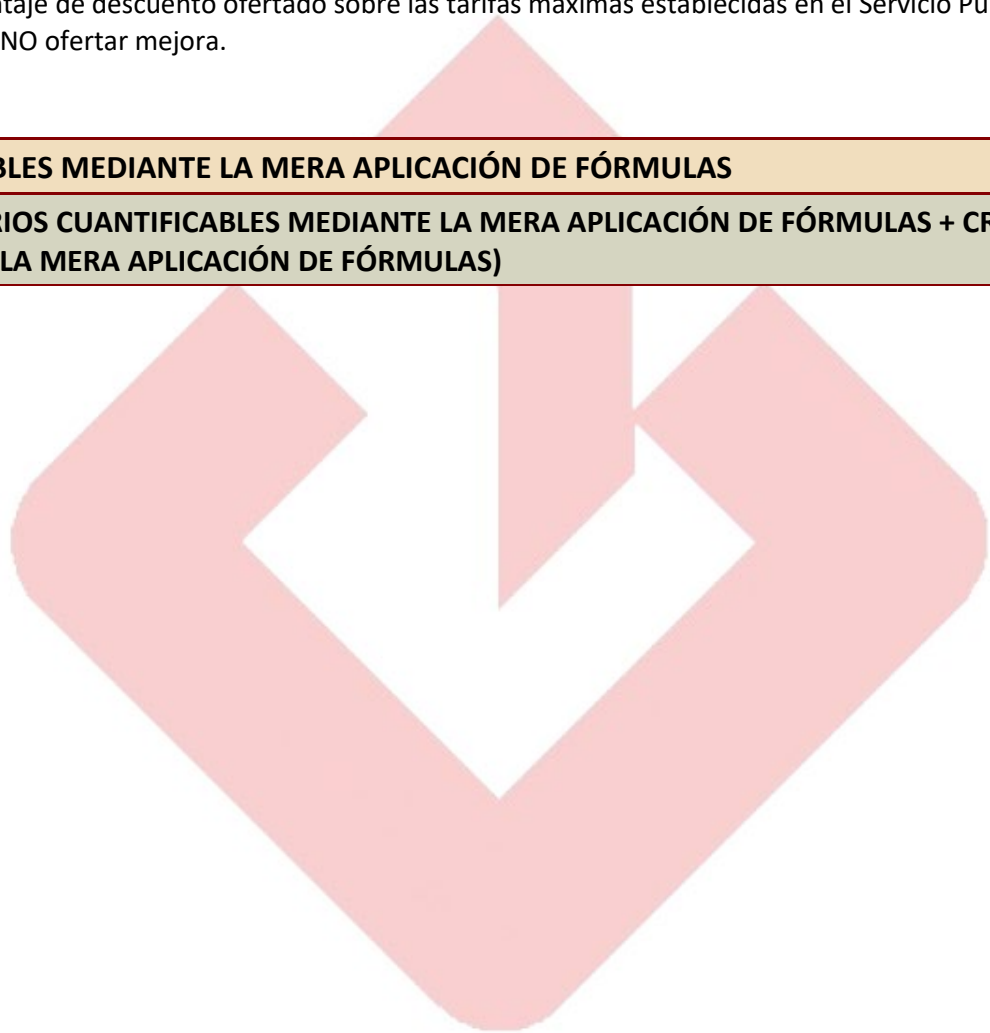 ntaje de descuento ofertado sobre las tarifas máximas establecidas en el Servicio Pú
NO ofertar mejora.
BLES MEDIANTE LA MERA APLICACIÓN DE FÓRMULAS
RIOS CUANTIFICABLES MEDIANTE LA MERA APLICACIÓN DE FÓRMULAS + CR
LA MERA APLICACIÓN DE FÓRMULAS)